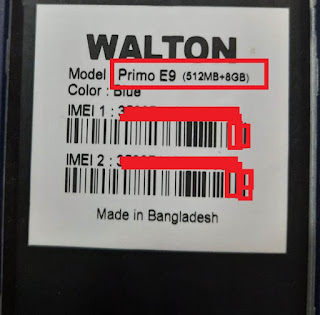 WALTON
Model : Primo E9 (512MB+8GB)
Color : Blue
IMEI 1 :
IMEI 2 :
Made in Bangladesh